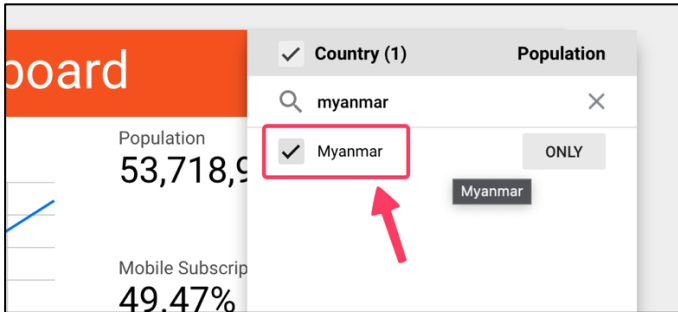 board
Country (1) Population
myanmar
Myanmar ONLY
Myanmar
Population
53,718,9
Mobile Subscrip
49.47%